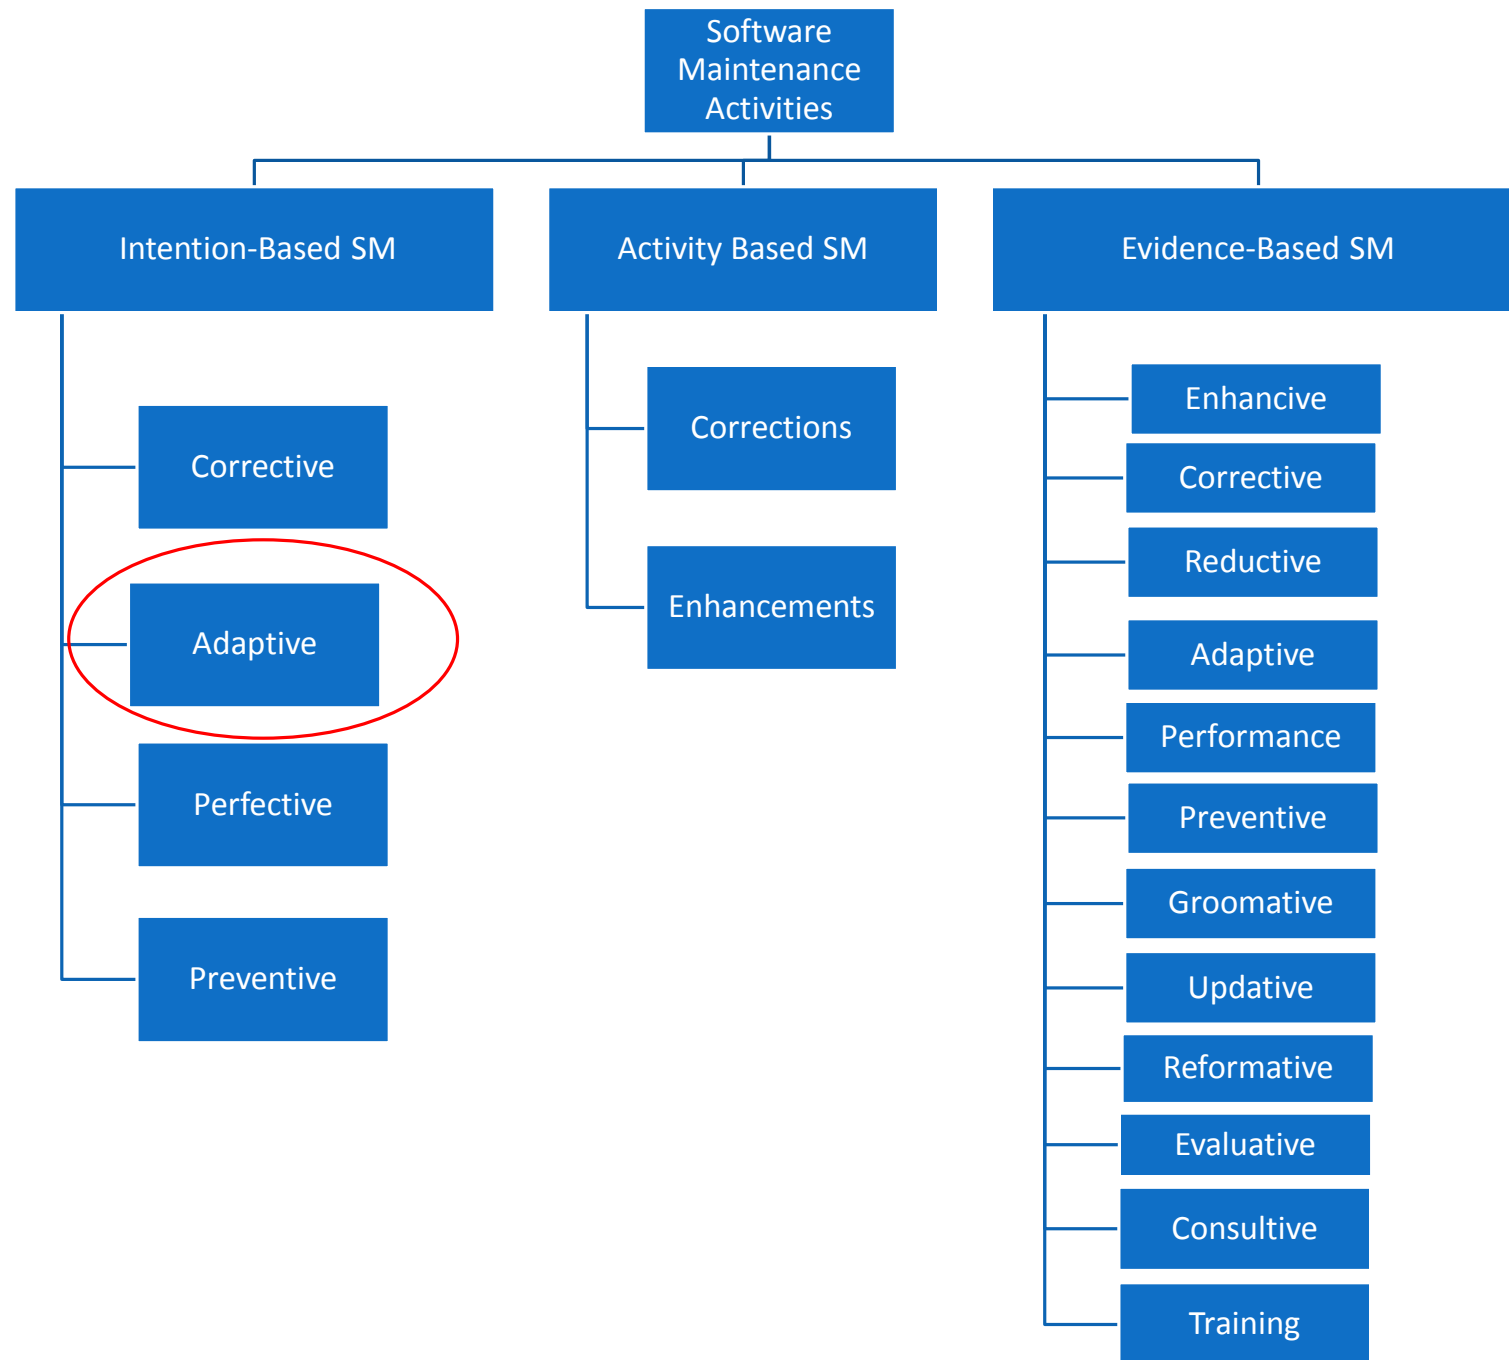 Software
Maintenance
Activities
Intention-Based SM
Activity Based SM
Evidence-Based SM
Corrective
Adaptive
Perfective
Preventive
Corrections
Enhancements
Enhancive
Corrective
Reductive
Adaptive
Performance
Preventive
Groomative
Updative
Reformative
Evaluative
Consultive
Training